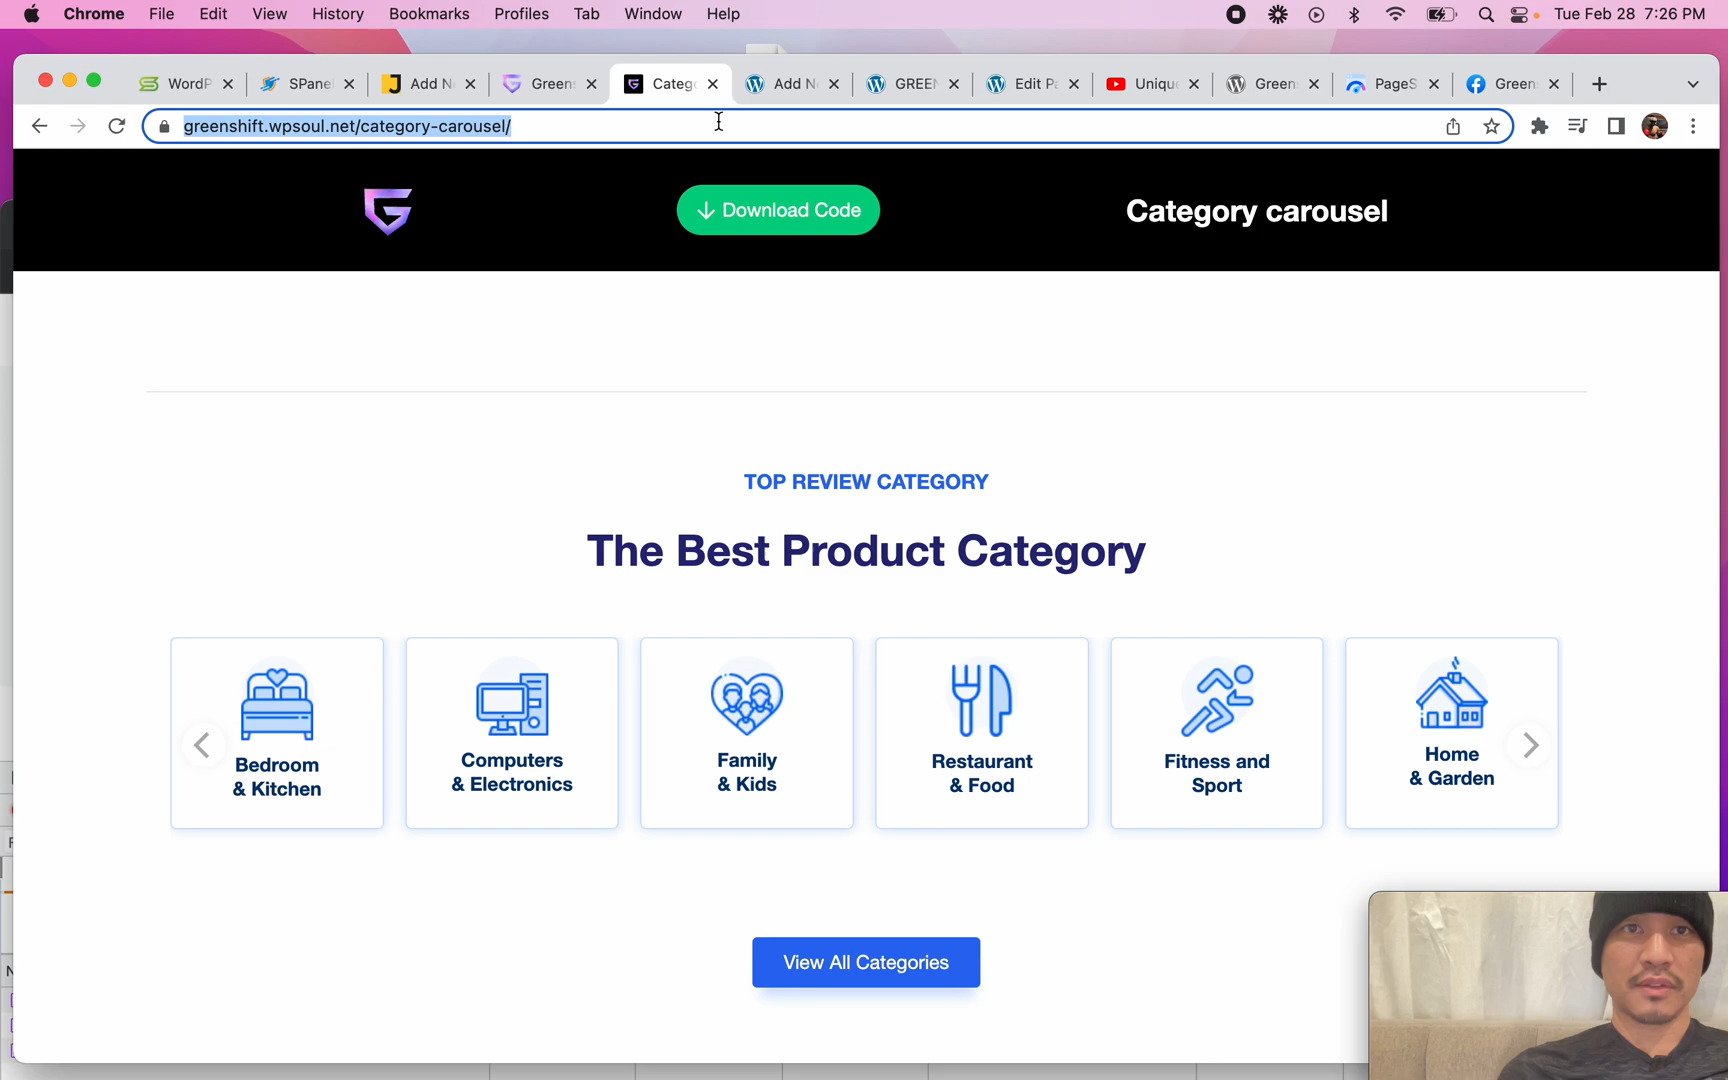 Chrome File Edit View History Bookmarks Profiles Tab Window Help Tue Feb 28 7:26 PM
WordP SPane Add N Greens Categ Add N GREEN Edit Pa Unique Green PageS Green
greenshift.wpsoul.net/category-carousel/
Download Code
Category carousel
TOP REVIEW CATEGORY
The Best Product Category
Bedroom
& Kitchen
Computers
& Electronics
Family
& Kids
Restaurant
& Food
Fitness and
Sport
Home
& Garden
View All Categories